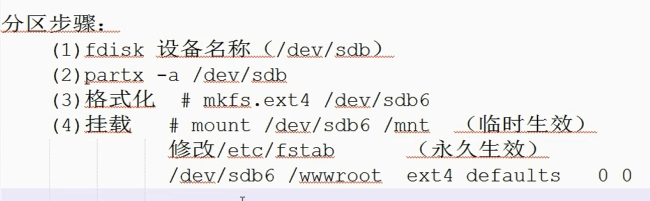 分区步骤：
(1)fdisk 设备名称（/dev/sdb）
(2)partx -a /dev/sdb
(3)格式化 # mkfs.ext4 /dev/sdb6
(4)挂载 # mount /dev/sdb6 /mnt （临时生效）
修改/etc/fstab （永久生效）
/dev/sdb6 /wwwroot ext4 defaults 0 0